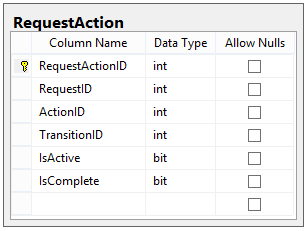 RequestAction
Column Name Data Type Allow Nulls
RequestActionID int
RequestID int
ActionID int
TransitionID int
IsActive bit
IsComplete bit